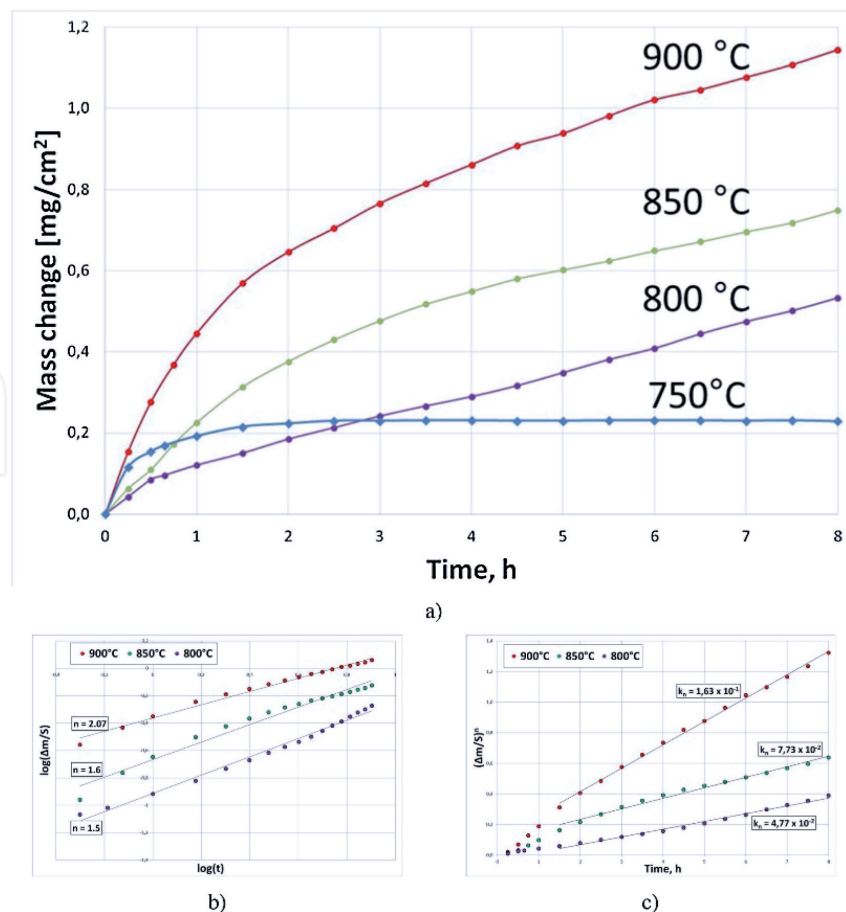 1,2
1,0
0,8
0,6
0,4
0,2
0,0
Mass change [mg/cm²]
900 °C
850 °C
800 °C
750°C
0 1 2 3 4 5 6 7 8
Time, h
a)
900°C 850°C 800°C
log(Δm/S)
n = 2.07
n = 1.6
n = 1.5
log(t)
b)
900°C 850°C 800°C
(Δm/S)ⁿ
kₙ = 1,63 x 10⁻¹
kₙ = 7,73 x 10⁻²
kₙ = 4,77 x 10⁻²
Time, h
c)